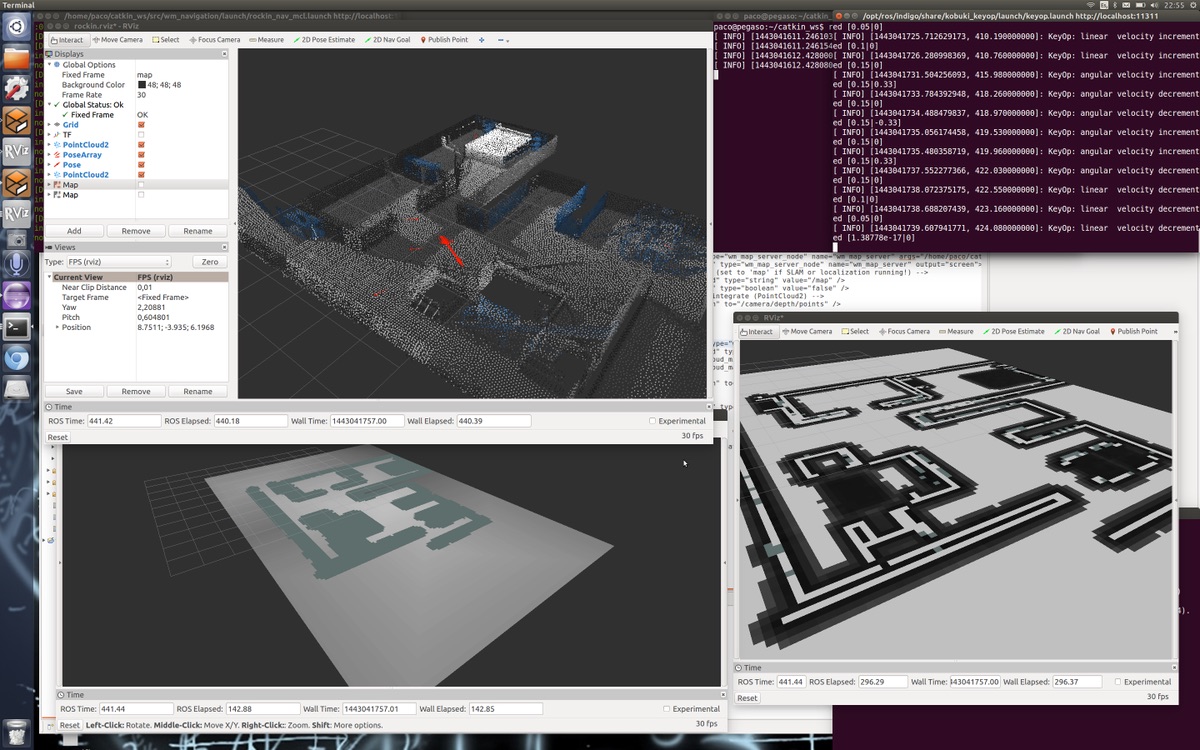 Terminal
22:55
/home/paco/catkin_ws/src/wm_navigation/launch/rockin_nav_mcl.launch http://localhost:
rockin.rviz* - RViz
Interact Move Camera Select Focus Camera Measure 2D Pose Estimate 2D Nav Goal Publish Point
Displays
Global Options
Fixed Frame map
Background Color 48; 48; 48
Frame Rate 30
Global Status: Ok
Fixed Frame OK
Grid
TF
PointCloud2
PoseArray
Pose
PointCloud2
Map
Map
Add Remove Rename
Views
Type: FPS (rviz) Zero
Current View FPS (rviz)
Near Clip Distance 0,01
Target Frame <Fixed Frame>
Yaw 2,20881
Pitch 0,604801
Position 8.7511; -3.935; 6.1968
Save Remove Rename
Time
ROS Time: 441.42 ROS Elapsed: 440.18 Wall Time: 1443041757.00 Wall Elapsed: 440.39 Experimental
Reset 30 fps
paco@pegaso: ~/catkin_
paco@pegaso:~/catkin_ws$
[ INFO] [1443041611.246103
[ INFO] [1443041611.246154
[ INFO] [1443041612.428000
[ INFO] [1443041612.428080
/opt/ros/indigo/share/kobuki_keyop/launch/keyop.launch http://localhost:11311
red [0.05|0]
[ INFO] [1443041725.712629173, 410.190000000]: KeyOp: linear velocity increment
ed [0.1|0]
[ INFO] [1443041726.280998369, 410.760000000]: KeyOp: linear velocity increment
ed [0.15|0]
[ INFO] [1443041731.504256093, 415.980000000]: KeyOp: angular velocity increment
ed [0.15|0.33]
[ INFO] [1443041733.784392948, 418.260000000]: KeyOp: angular velocity decrement
ed [0.15|0]
[ INFO] [1443041734.488479837, 418.970000000]: KeyOp: angular velocity decrement
ed [0.15|-0.33]
[ INFO] [1443041735.056174458, 419.530000000]: KeyOp: angular velocity increment
ed [0.15|0]
[ INFO] [1443041735.480358719, 419.960000000]: KeyOp: angular velocity increment
ed [0.15|0.33]
[ INFO] [1443041737.552277366, 422.030000000]: KeyOp: angular velocity decrement
ed [0.15|0]
[ INFO] [1443041738.072375175, 422.550000000]: KeyOp: linear velocity decrement
ed [0.1|0]
[ INFO] [1443041738.688207439, 423.160000000]: KeyOp: linear velocity decrement
ed [0.05|0]
[ INFO] [1443041739.607941771, 424.080000000]: KeyOp: linear velocity decrement
ed [1.38778e-17|0]
pe="wm_map_server_node" name="wm_map_server" output="screen">
(set to 'map' if SLAM or localization running!) -->
type="string" value="/map" />
type="boolean" value="false" />
integrate (PointCloud2) -->
to="/camera/depth/points" />
RViz*
Interact Move Camera Select Focus Camera Measure 2D Pose Estimate 2D Nav Goal Publish Point
Time
ROS Time: 441.44 ROS Elapsed: 296.29 Wall Time: 1443041757.00 Wall Elapsed: 296.37 Experimental
Reset 30 fps
Time
ROS Time: 441.44 ROS Elapsed: 142.88 Wall Time: 1443041757.01 Wall Elapsed: 142.85 Experimental
Reset Left-Click: Rotate. Middle-Click: Move X/Y. Right-Click:: Zoom. Shift: More options. 30 fps